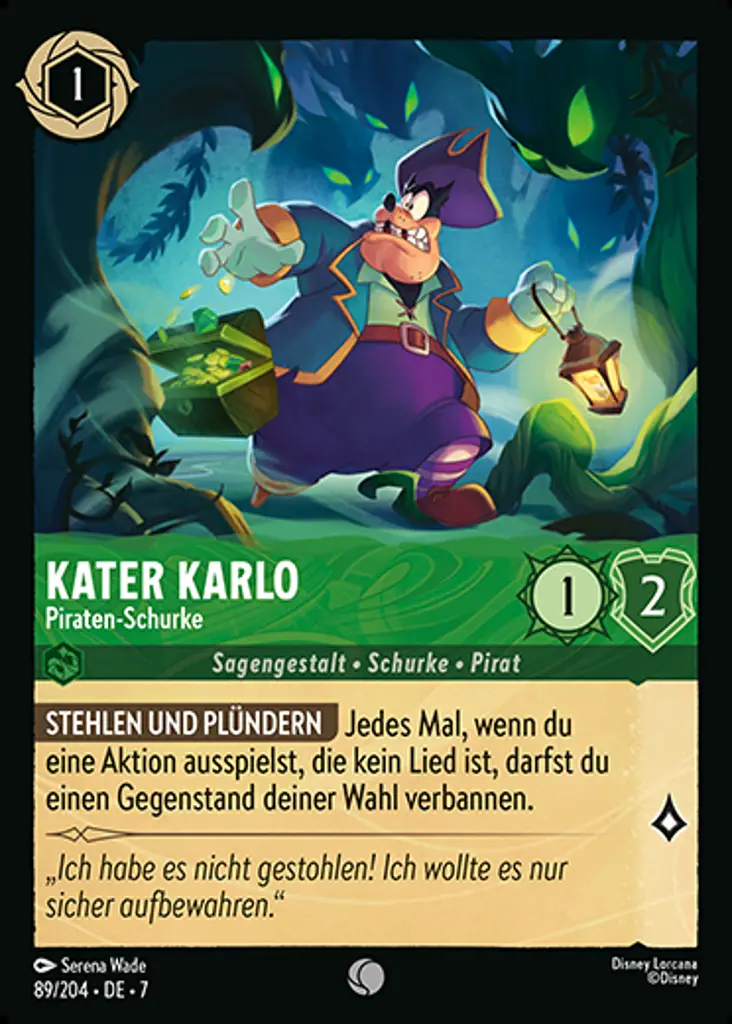 1
KATER KARLO
Piraten-Schurke
1
2
Sagengestalt • Schurke • Pirat
STEHLEN UND PLÜNDERN Jedes Mal, wenn du
eine Aktion ausspielst, die kein Lied ist, darfst du
einen Gegenstand deiner Wahl verbannen.
„Ich habe es nicht gestohlen! Ich wollte es nur
sicher aufbewahren.“
Serena Wade
Disney Lorcana
89/204 • DE • 7
©Disney